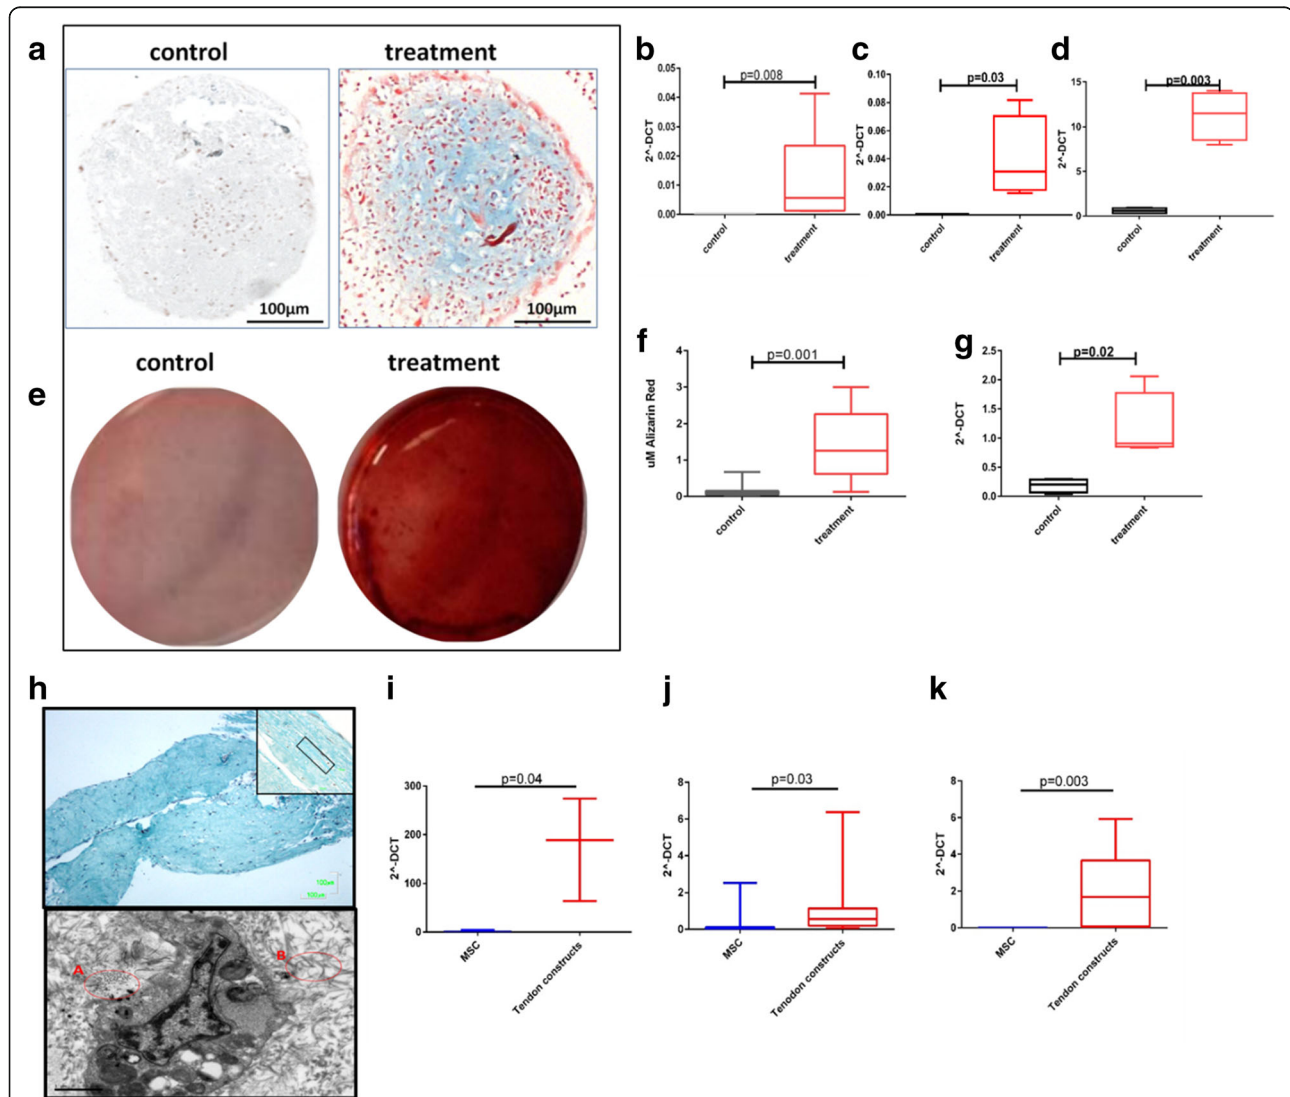 a
control
treatment
100µm
100µm
b
p=0.008
2^-DCT
0.05
0.04
0.03
0.02
0.01
0.00
control
treatment
c
p=0.03
2^-DCT
0.10
0.08
0.06
0.04
0.02
0.00
control
treatment
d
p=0.003
2^-DCT
15
10
5
0
control
treatment
e
control
treatment
f
p=0.001
uM Alizarin Red
4
3
2
1
0
control
treatment
g
p=0.02
2^-DCT
2.5
2.0
1.5
1.0
0.5
0.0
control
treatment
h
100µm
100µm
A
B
i
p=0.04
2^-DCT
300
200
100
0
MSC
Tendon constructs
j
p=0.03
2^-DCT
8
6
4
2
0
MSC
Tenodon constructs
k
p=0.003
2^-DCT
8
6
4
2
0
MSC
Tendon constructs